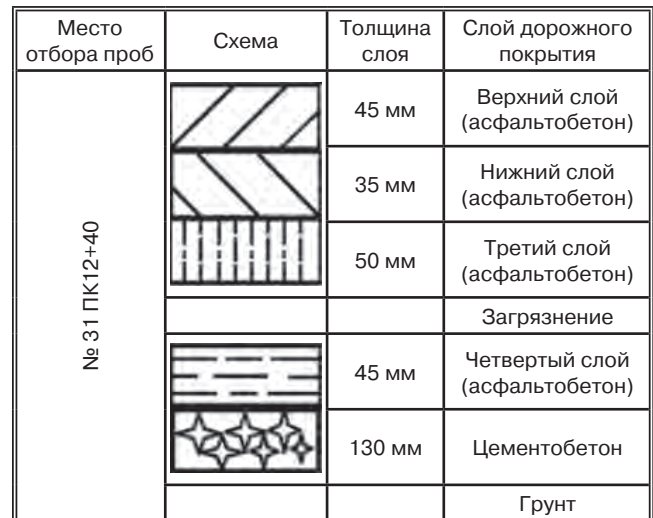 Место
отбора проб
Схема
Толщина
слоя
Слой дорожного
покрытия
№ 31 ПК12+40
45 мм
Верхний слой
(асфальтобетон)
35 мм
Нижний слой
(асфальтобетон)
50 мм
Третий слой
(асфальтобетон)
Загрязнение
45 мм
Четвертый слой
(асфальтобетон)
130 мм
Цементобетон
Грунт